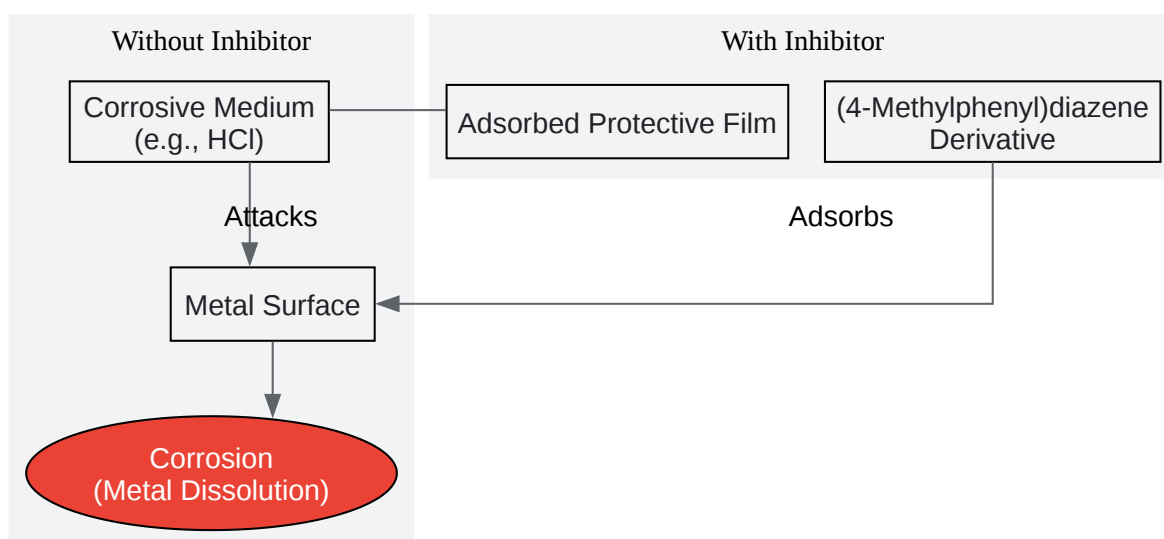 Without Inhibitor
With Inhibitor
Corrosive Medium
(e.g., HCl)
Adsorbed Protective Film
(4-Methylphenyl)diazene
Derivative
Attacks
Adsorbs
Metal Surface
Corrosion
(Metal Dissolution)